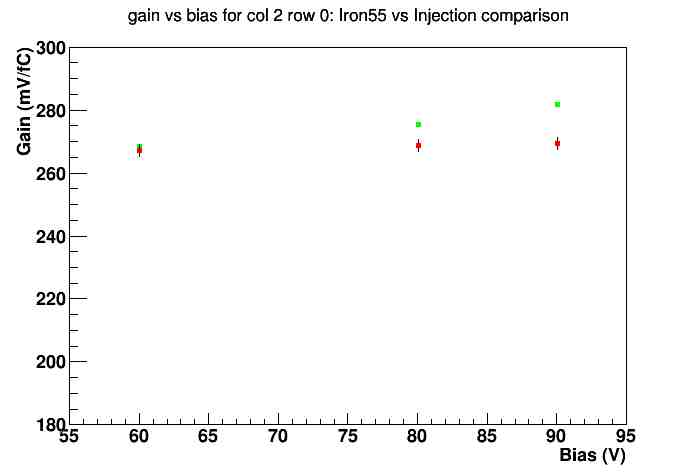 gain vs bias for col 2 row 0: Iron55 vs Injection comparison
Gain (mV/fC)
300
280
260
240
220
200
180
55 60 65 70 75 80 85 90 95
Bias (V)